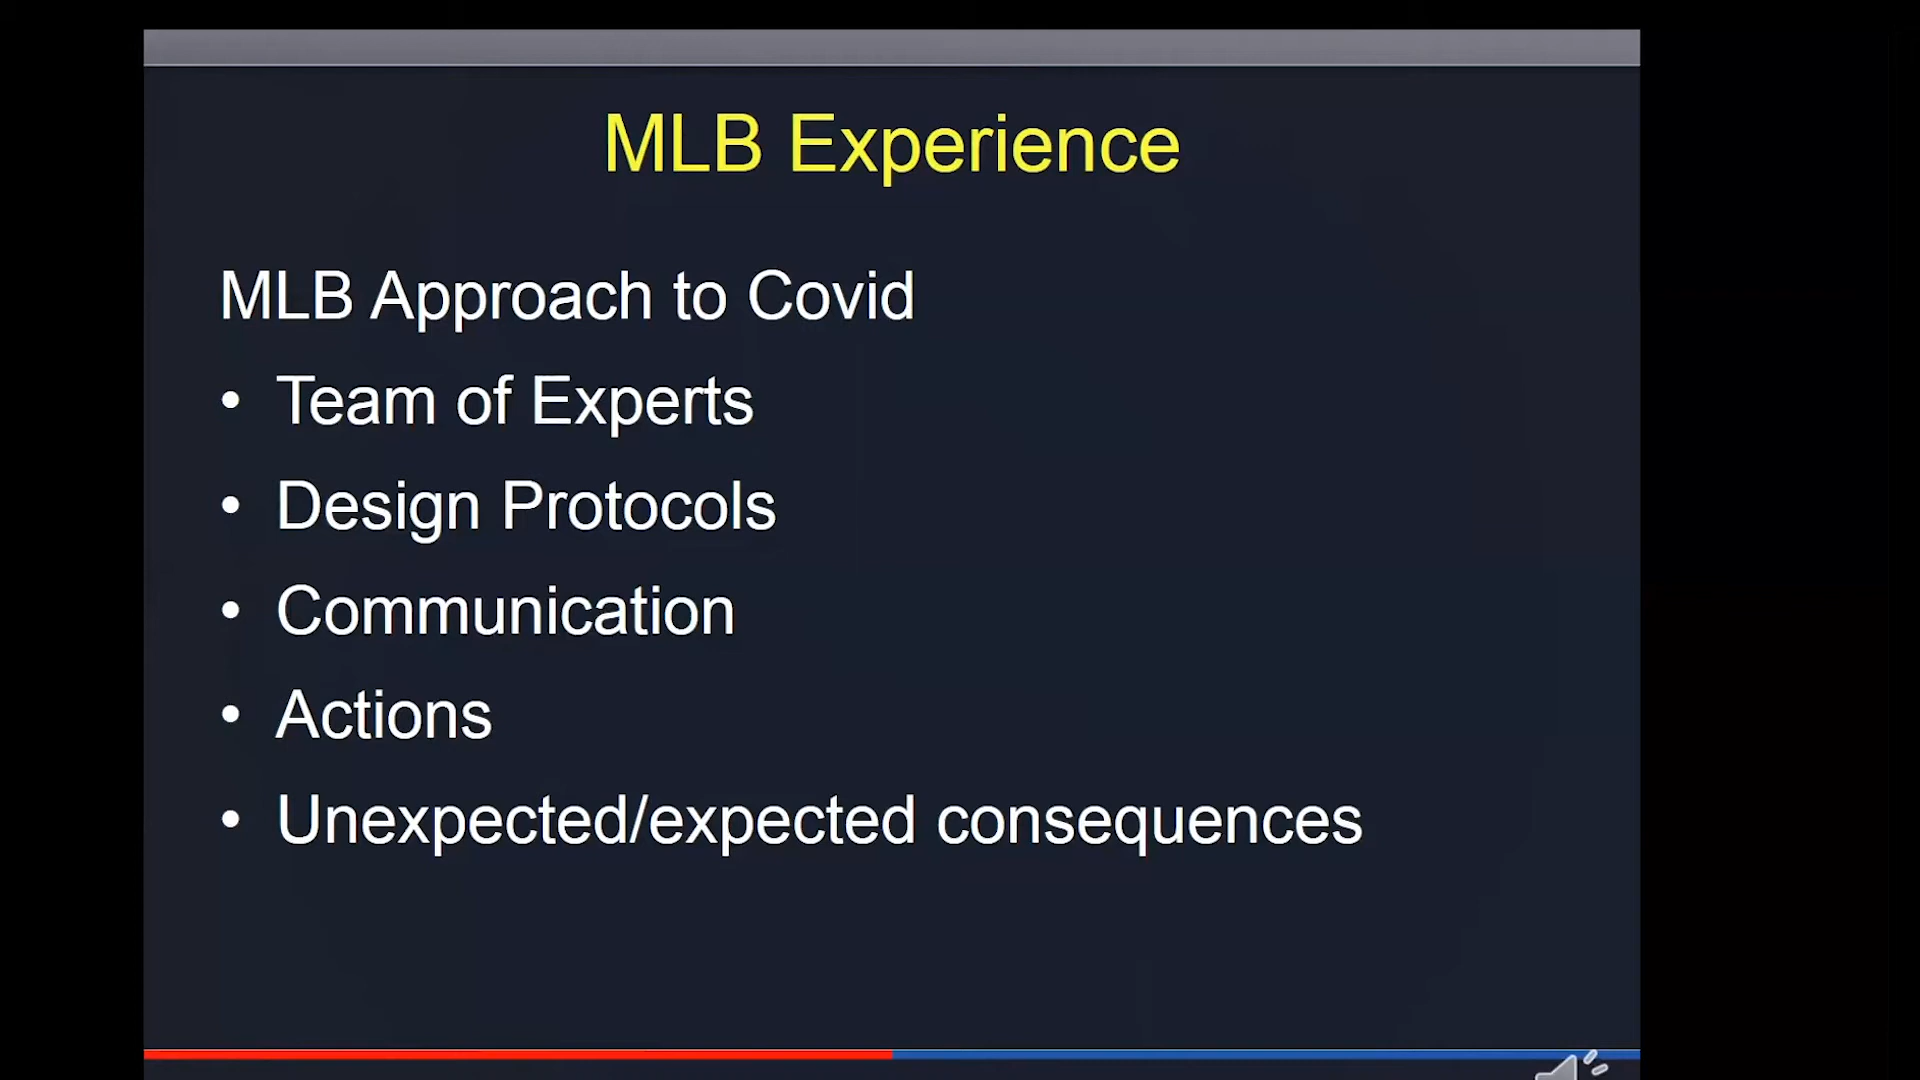 MLB Experience
MLB Approach to Covid
• Team of Experts
• Design Protocols
• Communication
• Actions
• Unexpected/expected consequences